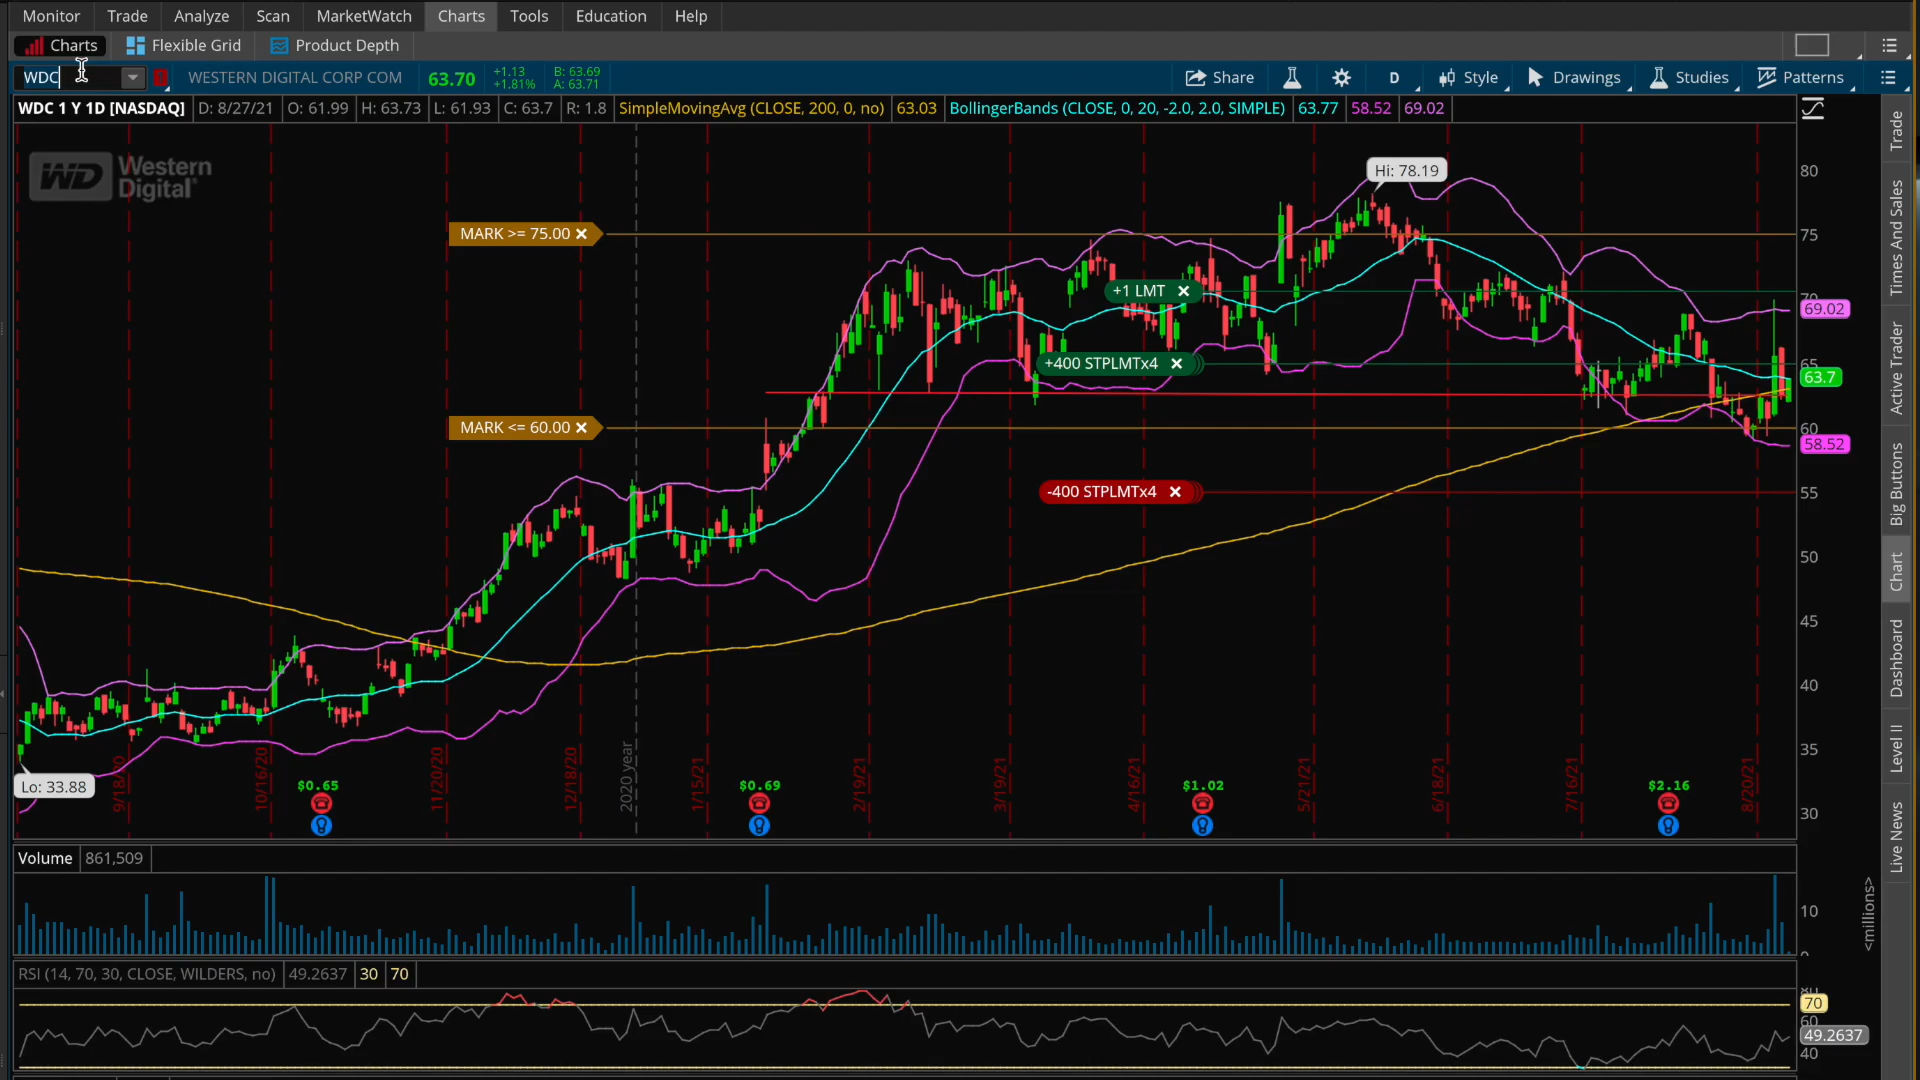 Monitor Trade Analyze Scan MarketWatch Charts Tools Education Help
Charts Flexible Grid Product Depth
WDC WESTERN DIGITAL CORP COM 63.70 +1.13 +1.81% B: 63.69 A: 63.71 Share D Style Drawings Studies Patterns
WDC 1 Y 1D [NASDAQ] D: 8/27/21 O: 61.99 H: 63.73 L: 61.93 C: 63.7 R: 1.8 SimpleMovingAvg (CLOSE, 200, 0, no) 63.03 BollingerBands (CLOSE, 0, 20, -2.0, 2.0, SIMPLE) 63.77 58.52 69.02
WD Western Digital
Hi: 78.19
80
MARK >= 75.00
75
+1 LMT
70
69.02
+400 STPLMTx4
65
63.7
MARK <= 60.00
60
58.52
-400 STPLMTx4
55
50
45
40
35
30
Lo: 33.88
9/18/20 10/16/20 11/20/20 12/18/20 2020 year 1/15/21 2/19/21 3/19/21 4/16/21 5/21/21 6/18/21 7/16/21 8/20/21
$0.65 $0.69 $1.02 $2.16
Volume 861,509
10
<millions>
RSI (14, 70, 30, CLOSE, WILDERS, no) 49.2637 30 70
70
60
49.2637
40
Trade
Times And Sales
Active Trader
Big Buttons
Chart
Dashboard
Level II
Live News